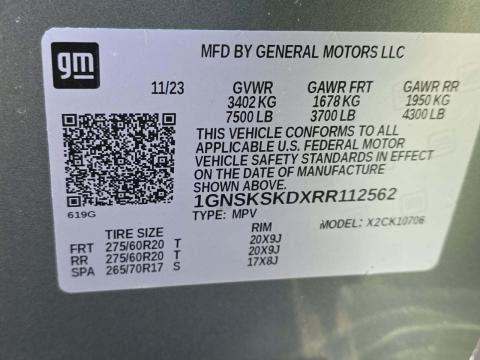 gm
MFD BY GENERAL MOTORS LLC
11/23 GVWR GAWR FRT GAWR RR
3402 KG 1678 KG 1950 KG
7500 LB 3700 LB 4300 LB
THIS VEHICLE CONFORMS TO ALL
APPLICABLE U.S. FEDERAL MOTOR
VEHICLE SAFETY STANDARDS IN EFFECT
ON THE DATE OF MANUFACTURE
SHOWN ABOVE.
1GNSKSKDXRR112562
619G TYPE: MPV MODEL: X2CK10706
TIRE SIZE RIM
FRT 275/60R20 T 20X9J
RR 275/60R20 T 20X9J
SPA 265/70R17 S 17X8J